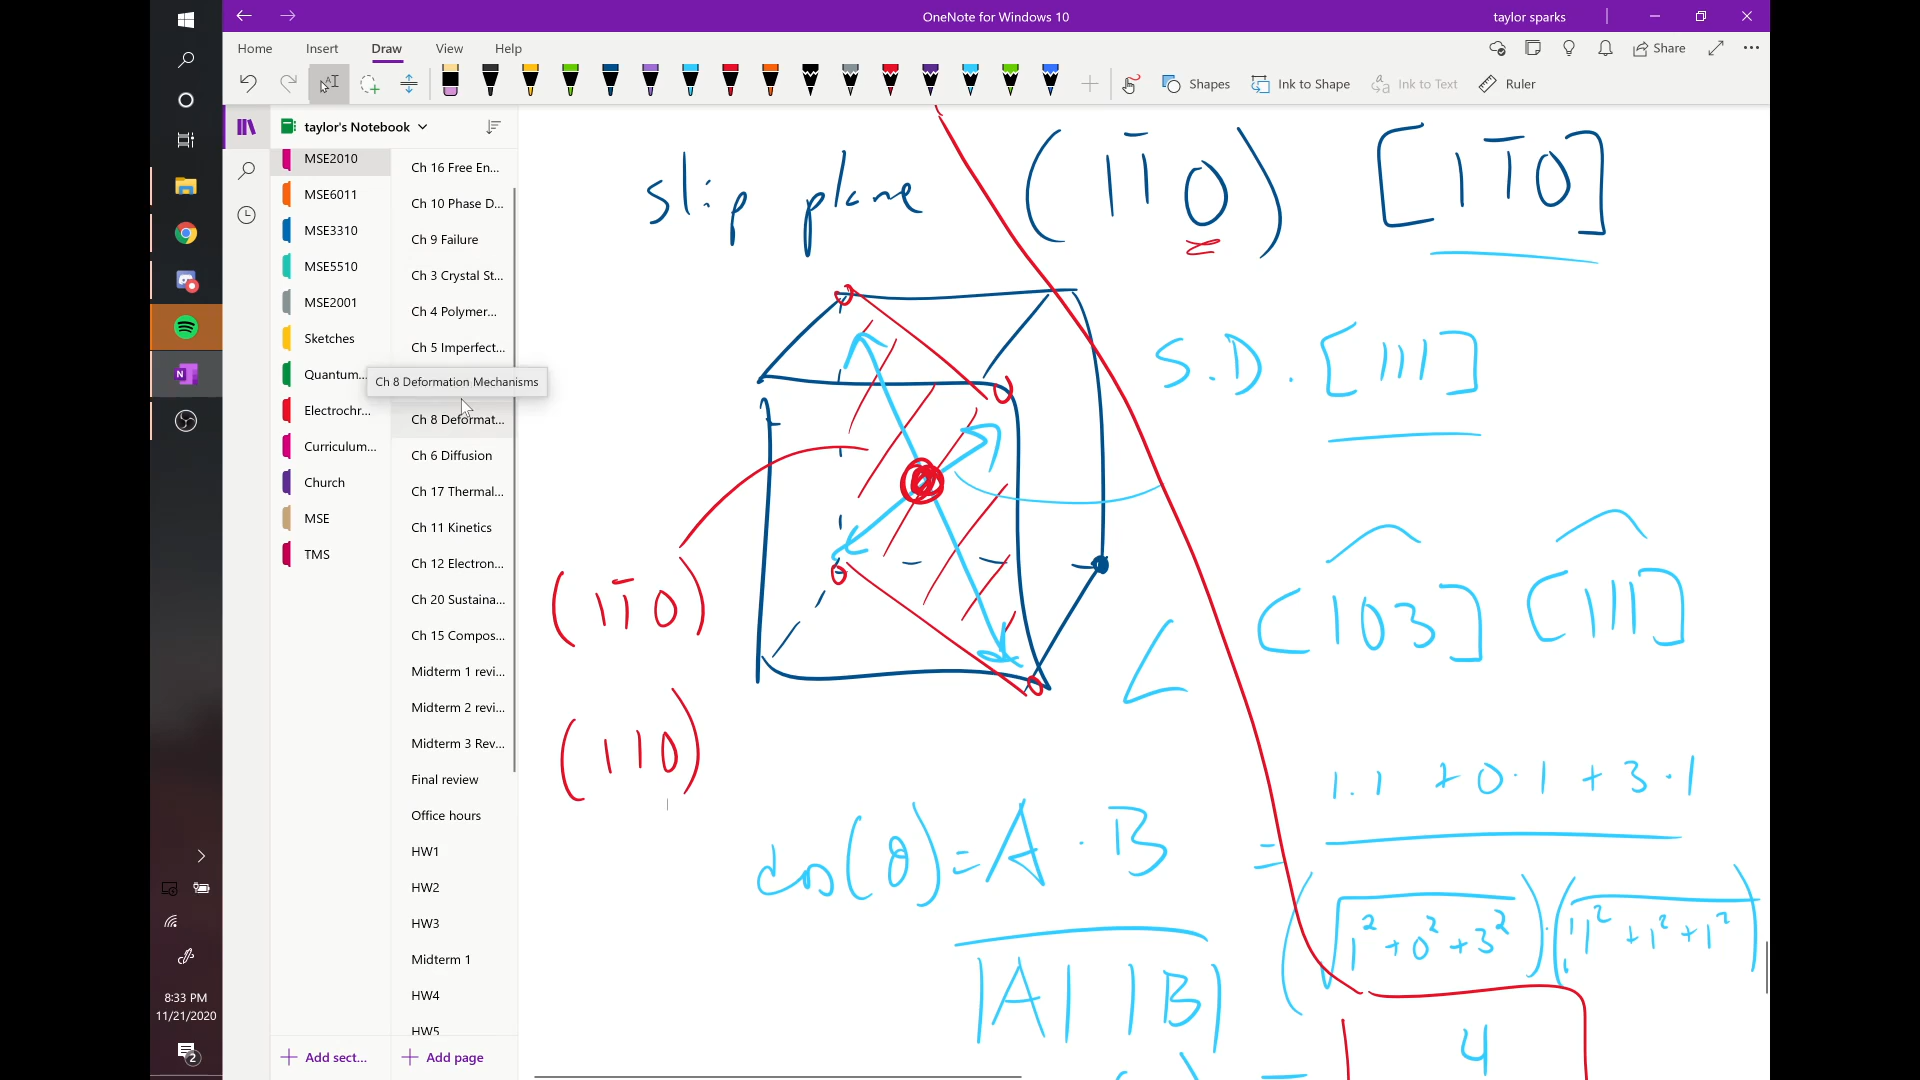 OneNote for Windows 10
taylor sparks
Home Insert Draw View Help
Share
Shapes Ink to Shape Ink to Text Ruler
taylor's Notebook
MSE2010
MSE6011
MSE3310
MSE5510
MSE2001
Sketches
Quantum...
Electrochr...
Curriculum...
Church
MSE
TMS
Add sect...
Ch 16 Free En...
Ch 10 Phase D...
Ch 9 Failure
Ch 3 Crystal St...
Ch 4 Polymer...
Ch 5 Imperfect...
Ch 8 Deformation Mechanisms
Ch 8 Deformat...
Ch 6 Diffusion
Ch 17 Thermal...
Ch 11 Kinetics
Ch 12 Electron...
Ch 20 Sustaina...
Ch 15 Compos...
Midterm 1 revi...
Midterm 2 revi...
Midterm 3 Rev...
Final review
Office hours
HW1
HW2
HW3
Midterm 1
HW4
HW5
Add page
slip plane (11̄0) [11̄0]
S.D. [111]
(11̄0)
(110)
∠ [103] [111]
cos(θ) = A · B / |A| |B| = 1·1 + 0·1 + 3·1 / (√1² + 0² + 3²) · (√1² + 1² + 1²)
4
8:33 PM
11/21/2020
2